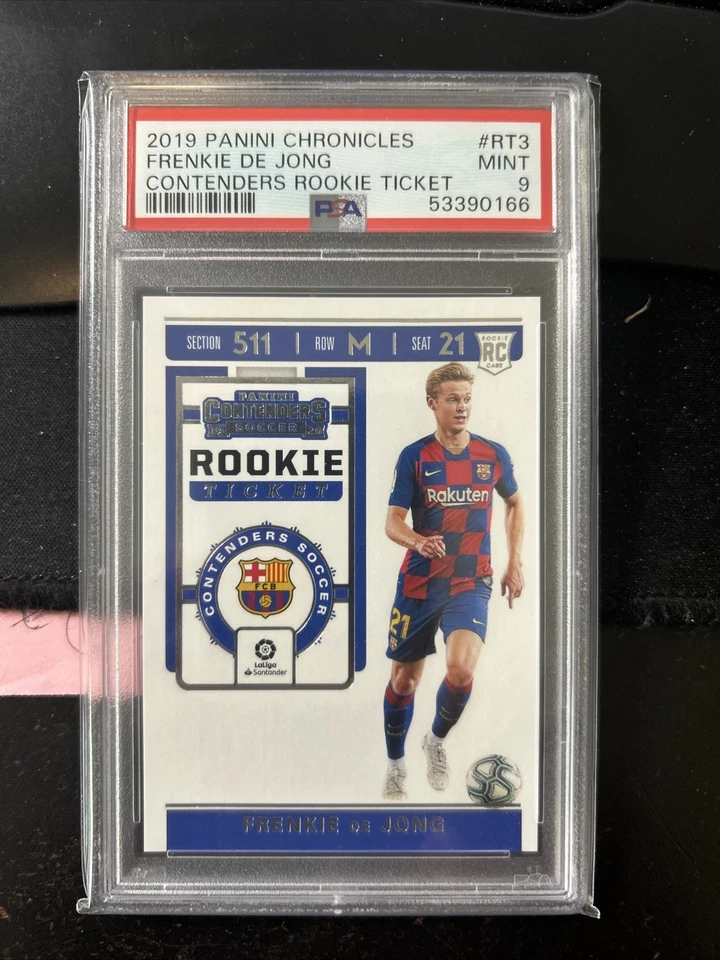 2019 PANINI CHRONICLES #RT3
FRENKIE DE JONG MINT
CONTENDERS ROOKIE TICKET 9
PSA 53390166
SECTION 511 | ROW M | SEAT 21
ROOKIE
RC
CARD
PANINI
CONTENDERS
SOCCER
ROOKIE
TICKET
CONTENDERS SOCCER
FCB
LaLiga
Santander
Rakuten
21
FRENKIE DE JONG